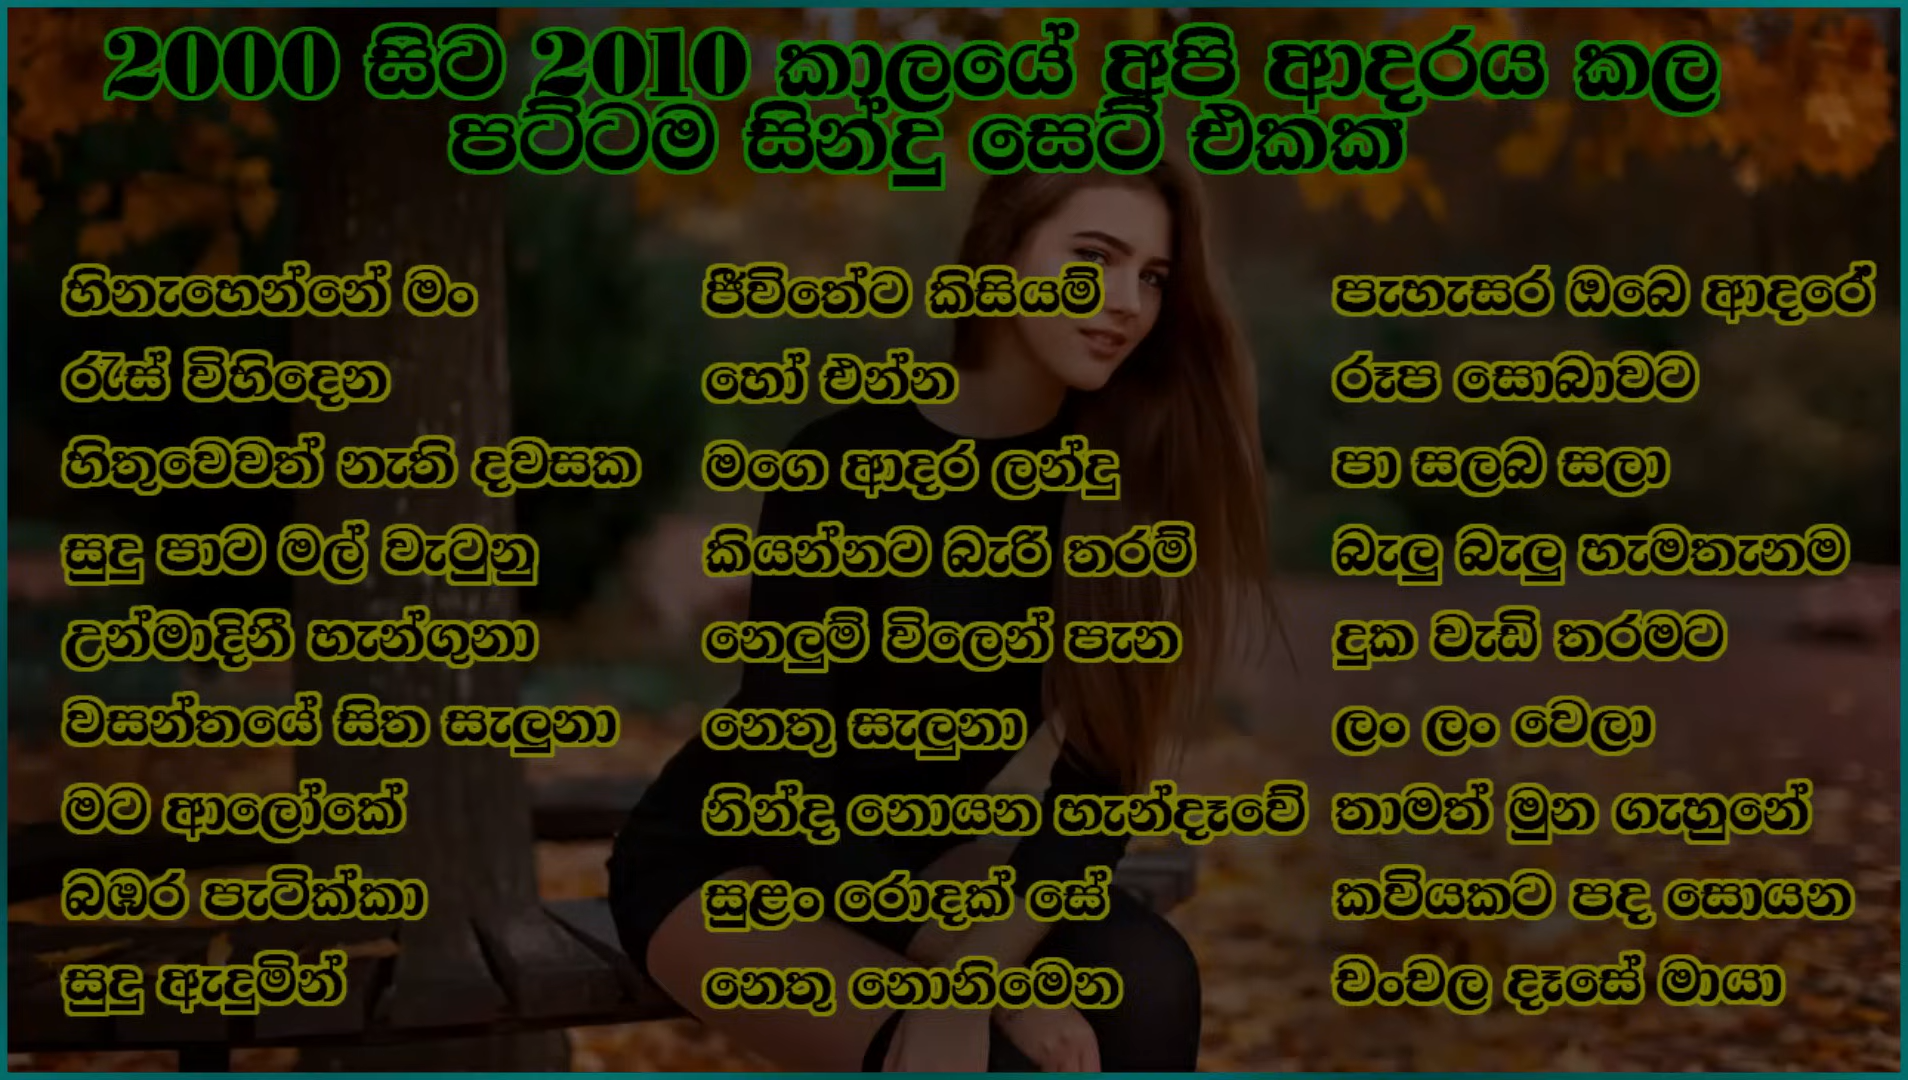 2000 සිට 2010 කාලයේ අපි ආදරය කල
පට්ටම සින්දු සෙට් එකක්
හිනැහෙන්නේ මං
රැස් විහිදෙන
හිතුවෙවත් නැති දවසක
සුදු පාට මල් වැටුනු
උන්මාදිනී හැන්ගුනා
වසන්තයේ සිත සැලුනා
මට ආලෝකේ
බඹර පැටික්කා
සුදු ඇඳුමින්
ජීවිතේට කිසියම්
හෝ එන්න
මගෙ ආදර ලන්දු
කියන්නට බැරි තරම්
නෙලුම් විලෙන් පැන
නෙතු සැලුනා
නින්ද නොයන හැන්දෑවේ
සුළං රොදක් සේ
නෙතු නොනිමෙන
පැහැසර ඔබෙ ආදරේ
රූප සොබාවට
පා සලබ සලා
බැලු බැලු හැමතැනම
දුක වැඩි තරමට
ලං ලං වෙලා
තාමත් මුන ගැහුනේ
කවියකට පද සොයන
චංචල දෑසේ මායා